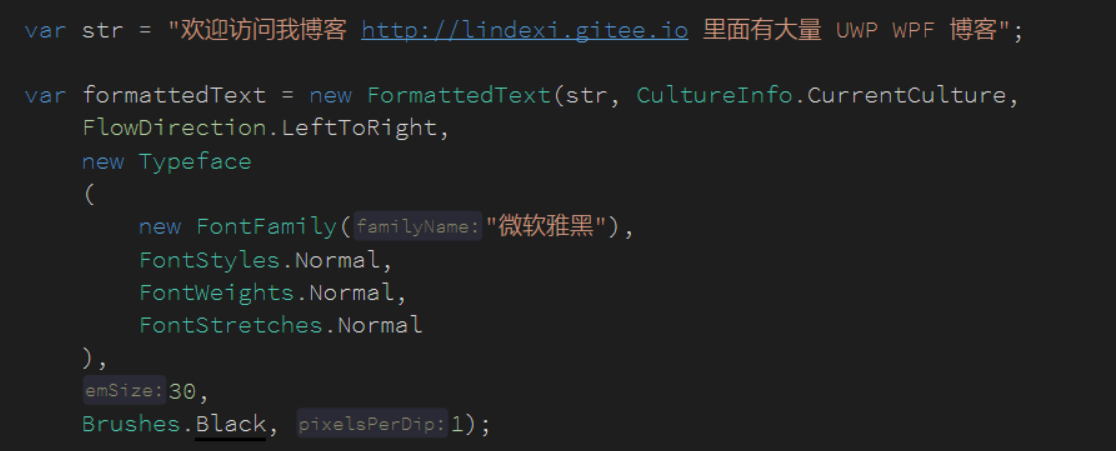 var str = "欢迎访问我博客 http://lindexi.gitee.io 里面有大量 UWP WPF 博客";
var formattedText = new FormattedText(str, CultureInfo.CurrentCulture,
FlowDirection.LeftToRight,
new Typeface
(
new FontFamily(familyName:"微软雅黑"),
FontStyles.Normal,
FontWeights.Normal,
FontStretches.Normal
),
emSize:30,
Brushes.Black, pixelsPerDip:1);